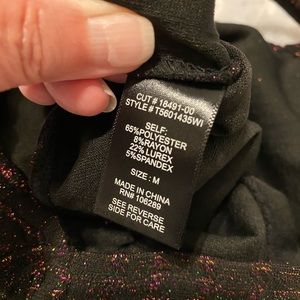 CUT # 18491-00
STYLE # T5601435WI
SELF:
65%POLYESTER
8%RAYON
22% LUREX
5%SPANDEX
SIZE : M
MADE IN CHINA
RN# 106289
SEE REVERSE
SIDE FOR CARE